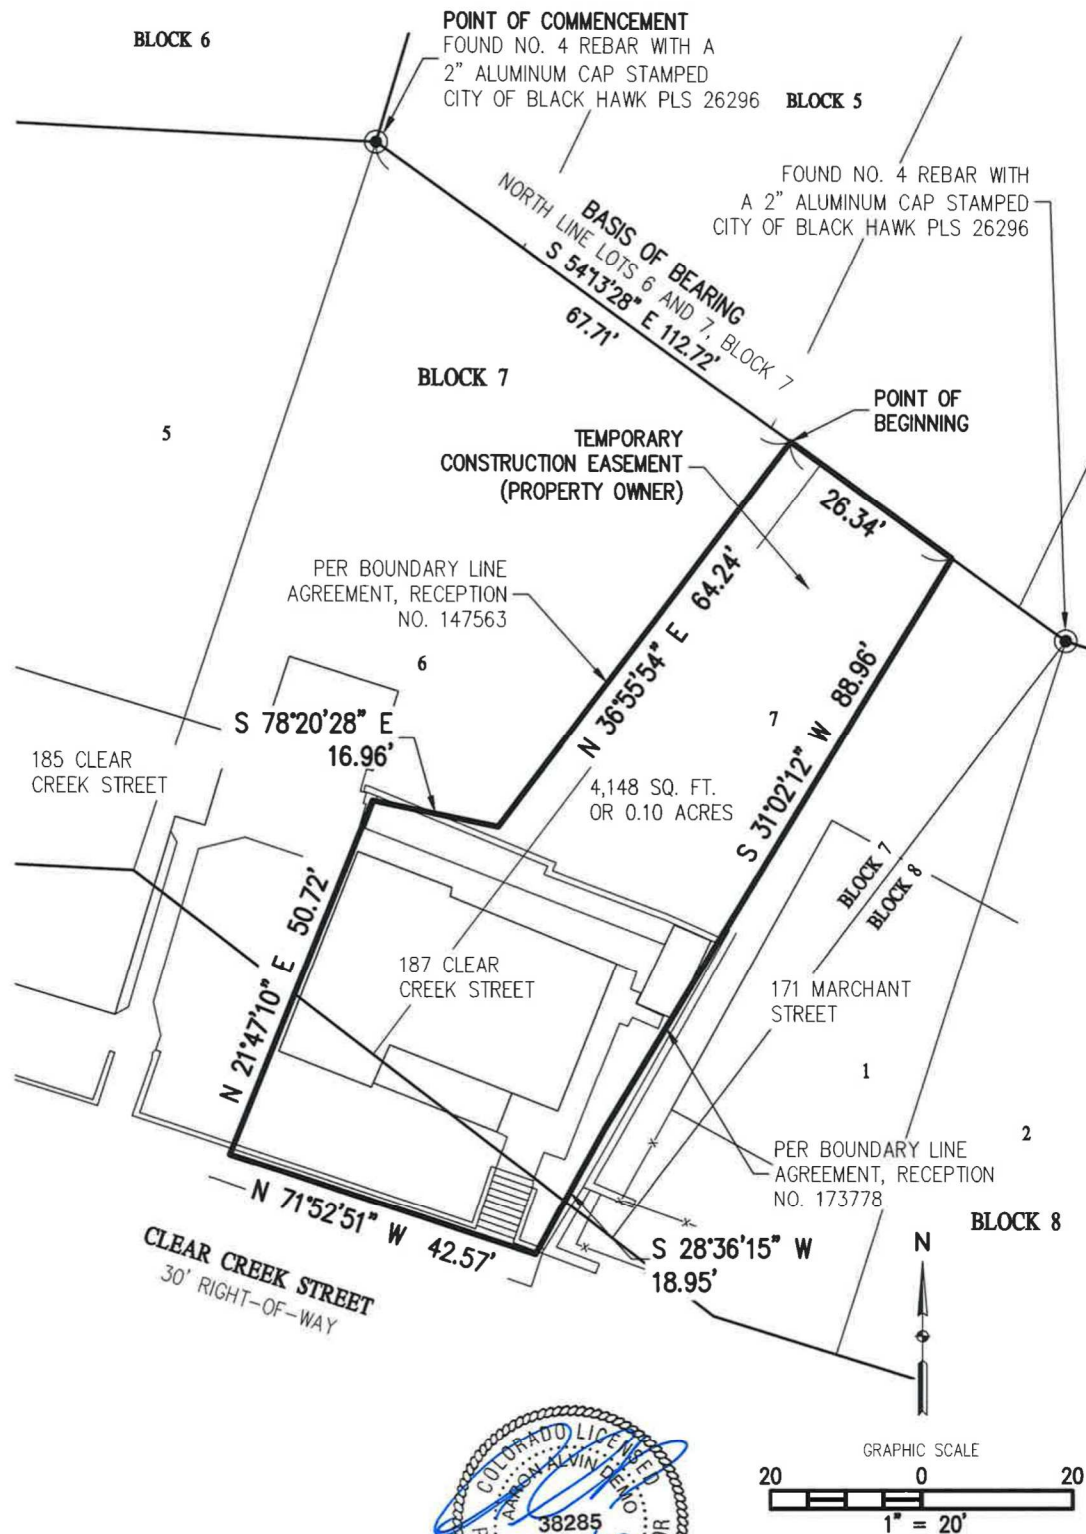 BLOCK 6
POINT OF COMMENCEMENT
FOUND NO. 4 REBAR WITH A
2" ALUMINUM CAP STAMPED
CITY OF BLACK HAWK PLS 26296
BLOCK 5
FOUND NO. 4 REBAR WITH
A 2" ALUMINUM CAP STAMPED
CITY OF BLACK HAWK PLS 26296
BASIS OF BEARING
NORTH LINE LOTS 6 AND 7, BLOCK 7
S 54°13'28" E 112.72'
67.71'
BLOCK 7
5
POINT OF
BEGINNING
TEMPORARY
CONSTRUCTION EASEMENT
(PROPERTY OWNER)
26.34'
PER BOUNDARY LINE
AGREEMENT, RECEPTION
NO. 147563
N 36°55'54" E 64.24'
6
7
S 31°02'12" W 88.96'
S 78°20'28" E
16.96'
185 CLEAR
CREEK STREET
4,148 SQ. FT.
OR 0.10 ACRES
BLOCK 7
BLOCK 8
N 21°47'10" E 50.72'
187 CLEAR
CREEK STREET
171 MARCHANT
STREET
1
2
PER BOUNDARY LINE
AGREEMENT, RECEPTION
NO. 173778
BLOCK 8
N 71°52'51" W 42.57'
S 28°36'15" W
18.95'
CLEAR CREEK STREET
30' RIGHT-OF-WAY
N
COLORADO LICENSED
AARON ALVIN DEMO
38285
GRAPHIC SCALE
20 0 20
1" = 20'